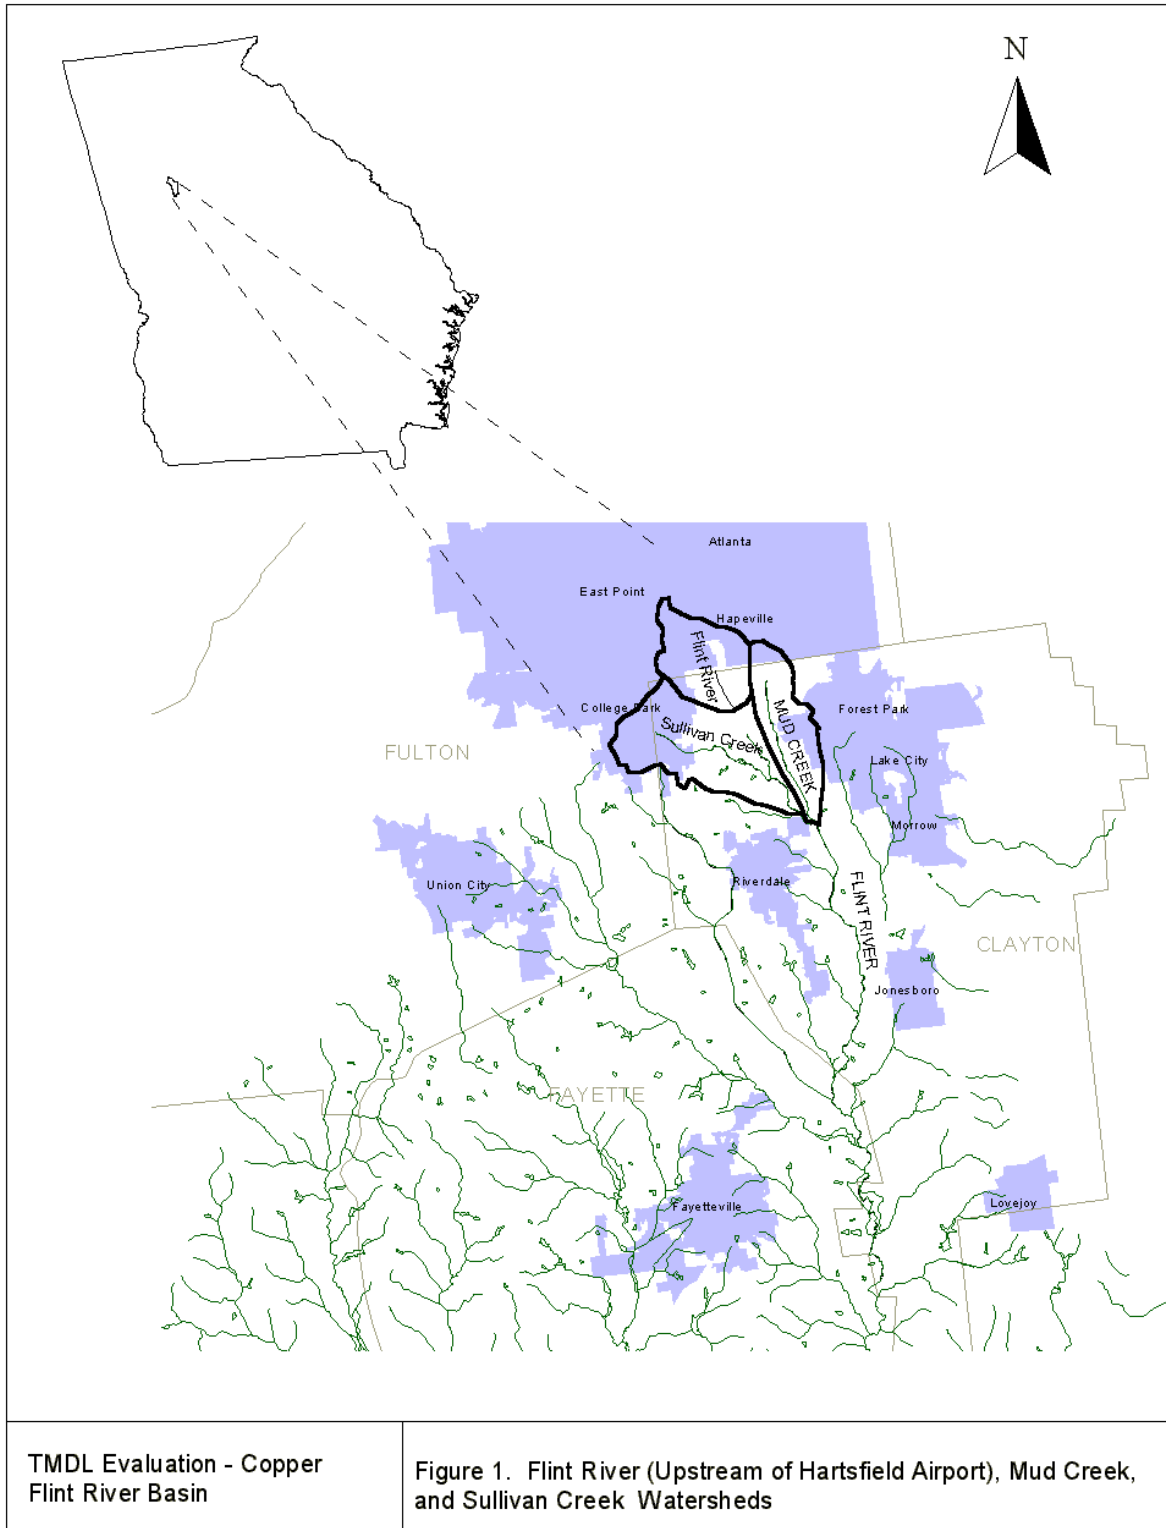 N
Atlanta
East Point
Hapeville
Flint River
College Park
Sullivan Creek
MUD CREEK
Forest Park
FULTON
Lake City
Morrow
Union City
Riverdale
FLINT RIVER
CLAYTON
Jonesboro
FAYETTE
Fayetteville
Lovejoy
TMDL Evaluation - Copper
Flint River Basin
Figure 1. Flint River (Upstream of Hartsfield Airport), Mud Creek,
and Sullivan Creek Watersheds